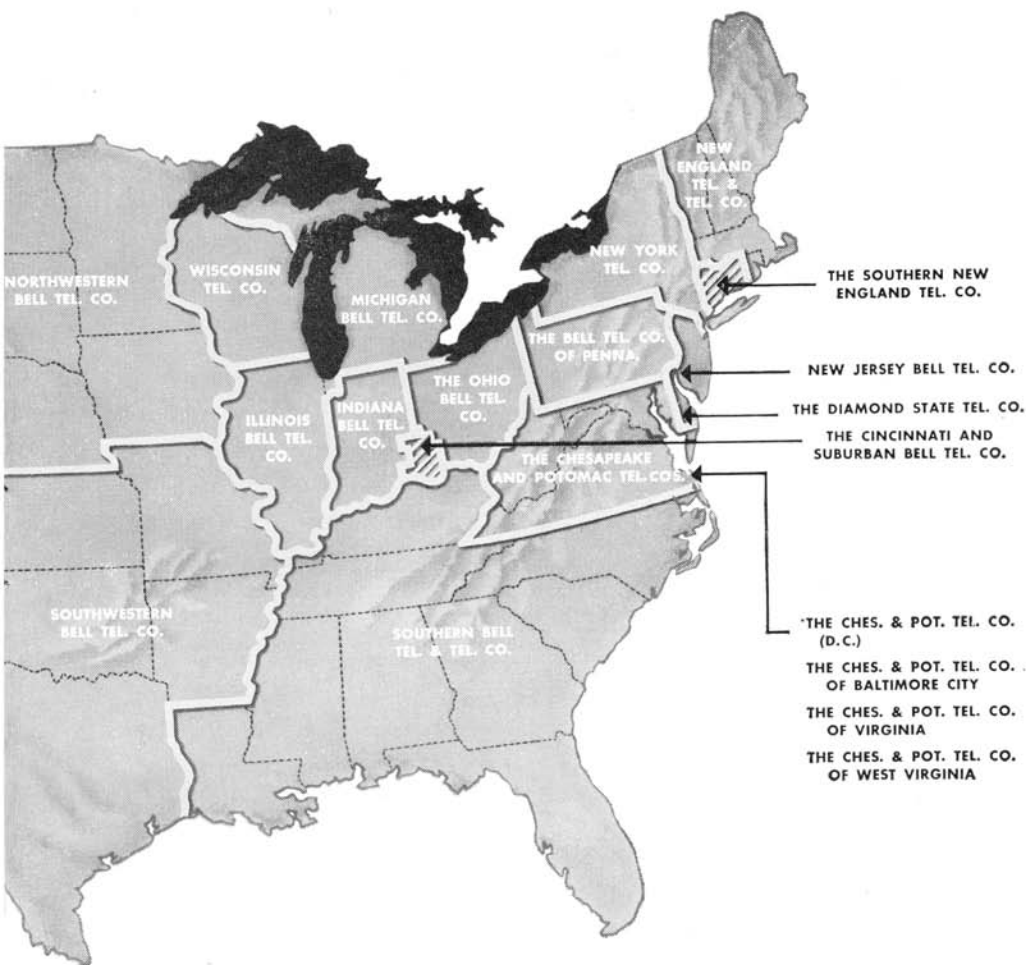 NEW
ENGLAND
TEL. &
TEL. CO.
NEW YORK
TEL. CO.
NORTHWESTERN
BELL TEL. CO.
WISCONSIN
TEL. CO.
MICHIGAN
BELL TEL. CO.
THE BELL TEL. CO.
OF PENNA.
THE OHIO
BELL TEL.
CO.
ILLINOIS
BELL TEL.
CO.
INDIANA
BELL TEL.
CO.
THE CHESAPEAKE
AND POTOMAC TEL.COS.
SOUTHWESTERN
BELL TEL. CO.
SOUTHERN BELL
TEL. & TEL. CO.
THE SOUTHERN NEW
ENGLAND TEL. CO.
NEW JERSEY BELL TEL. CO.
THE DIAMOND STATE TEL. CO.
THE CINCINNATI AND
SUBURBAN BELL TEL. CO.
THE CHES. & POT. TEL. CO.
(D.C.)
THE CHES. & POT. TEL. CO.
OF BALTIMORE CITY
THE CHES. & POT. TEL. CO.
OF VIRGINIA
THE CHES. & POT. TEL. CO.
OF WEST VIRGINIA